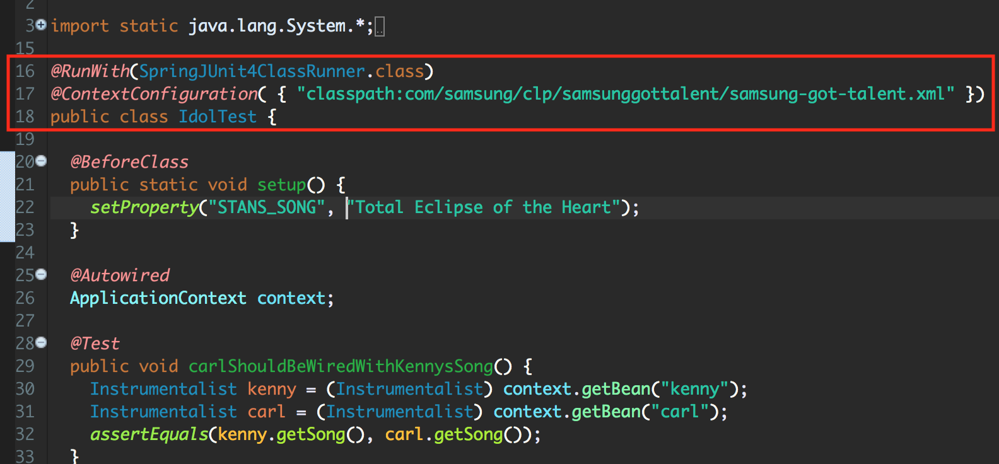 2
3 import static java.lang.System.*;
15
16 @RunWith(SpringJUnit4ClassRunner.class)
17 @ContextConfiguration( { "classpath:com/samsung/clp/samsunggottalent/samsung-got-talent.xml" })
18 public class IdolTest {
19
20 @BeforeClass
21 public static void setup() {
22 setProperty("STANS_SONG", "Total Eclipse of the Heart");
23 }
24
25 @Autowired
26 ApplicationContext context;
27
28 @Test
29 public void carlShouldBeWiredWithKennysSong() {
30 Instrumentalist kenny = (Instrumentalist) context.getBean("kenny");
31 Instrumentalist carl = (Instrumentalist) context.getBean("carl");
32 assertEquals(kenny.getSong(), carl.getSong());
33 }